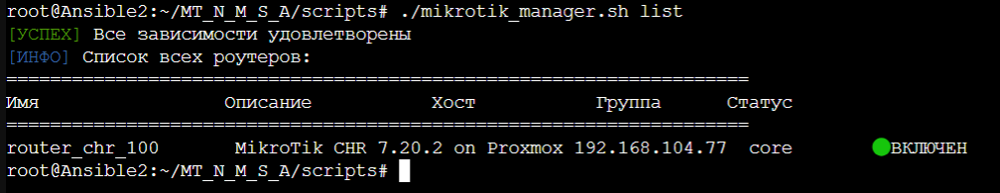 root@Ansible2:~/MT_N_M_S_A/scripts# ./mikrotik_manager.sh list
[УСПЕХ] Все зависимости удовлетворены
[ИНФО] Список всех роутеров:
===========================================================================
Имя Описание Хост Группа Статус
===========================================================================
router_chr_100 MikroTik CHR 7.20.2 on Proxmox 192.168.104.77 core ВКЛЮЧЕН
root@Ansible2:~/MT_N_M_S_A/scripts#